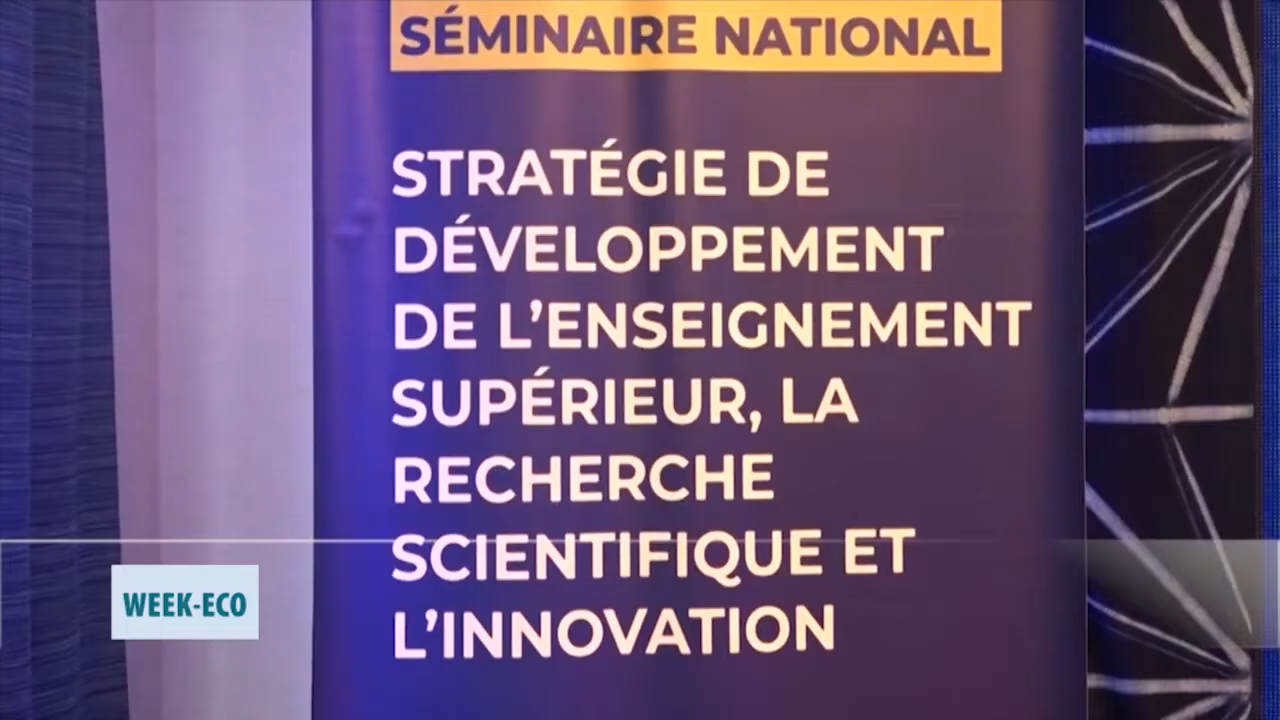 SÉMINAIRE NATIONAL
STRATÉGIE DE
DÉVELOPPEMENT
DE L'ENSEIGNEMENT
SUPÉRIEUR, LA
RECHERCHE
SCIENTIFIQUE ET
L'INNOVATION
WEEK-ECO